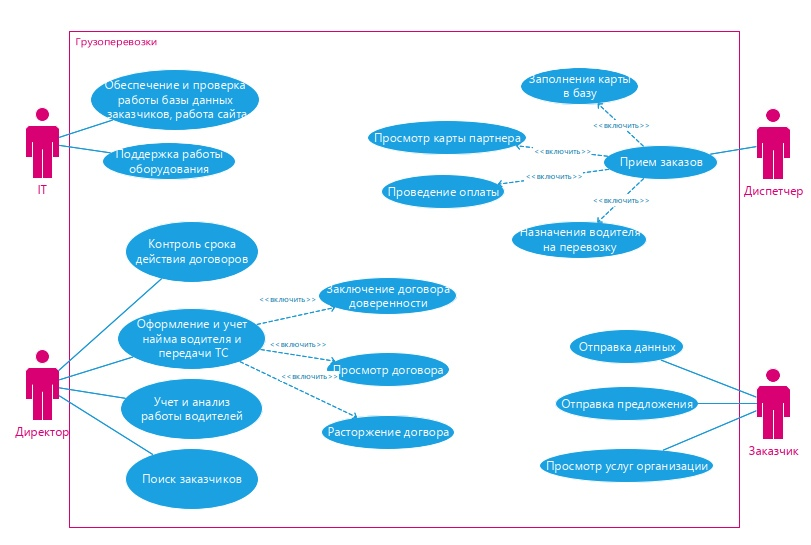 Грузоперевозки
Обеспечение и проверка
работы базы данных
заказчиков, работа сайта
Поддержка работы
оборудования
IT
Заполнения карты
в базу
<<включить>>
Просмотр карты партнера
<<включить>>
Прием заказов
<<включить>>
Проведение оплаты
<<включить>>
Назначения водителя
на перевозку
Диспетчер
Контроль срока
действия договоров
Оформление и учет
найма водителя и
передачи ТС
<<включить>>
Заключение договора
доверенности
<<включить>>
Просмотр договора
<<включить>>
Расторжение догвора
Учет и анализ
работы водителей
Поиск заказчиков
Директор
Отправка данных
Отправка предложения
Просмотр услуг организации
Заказчик